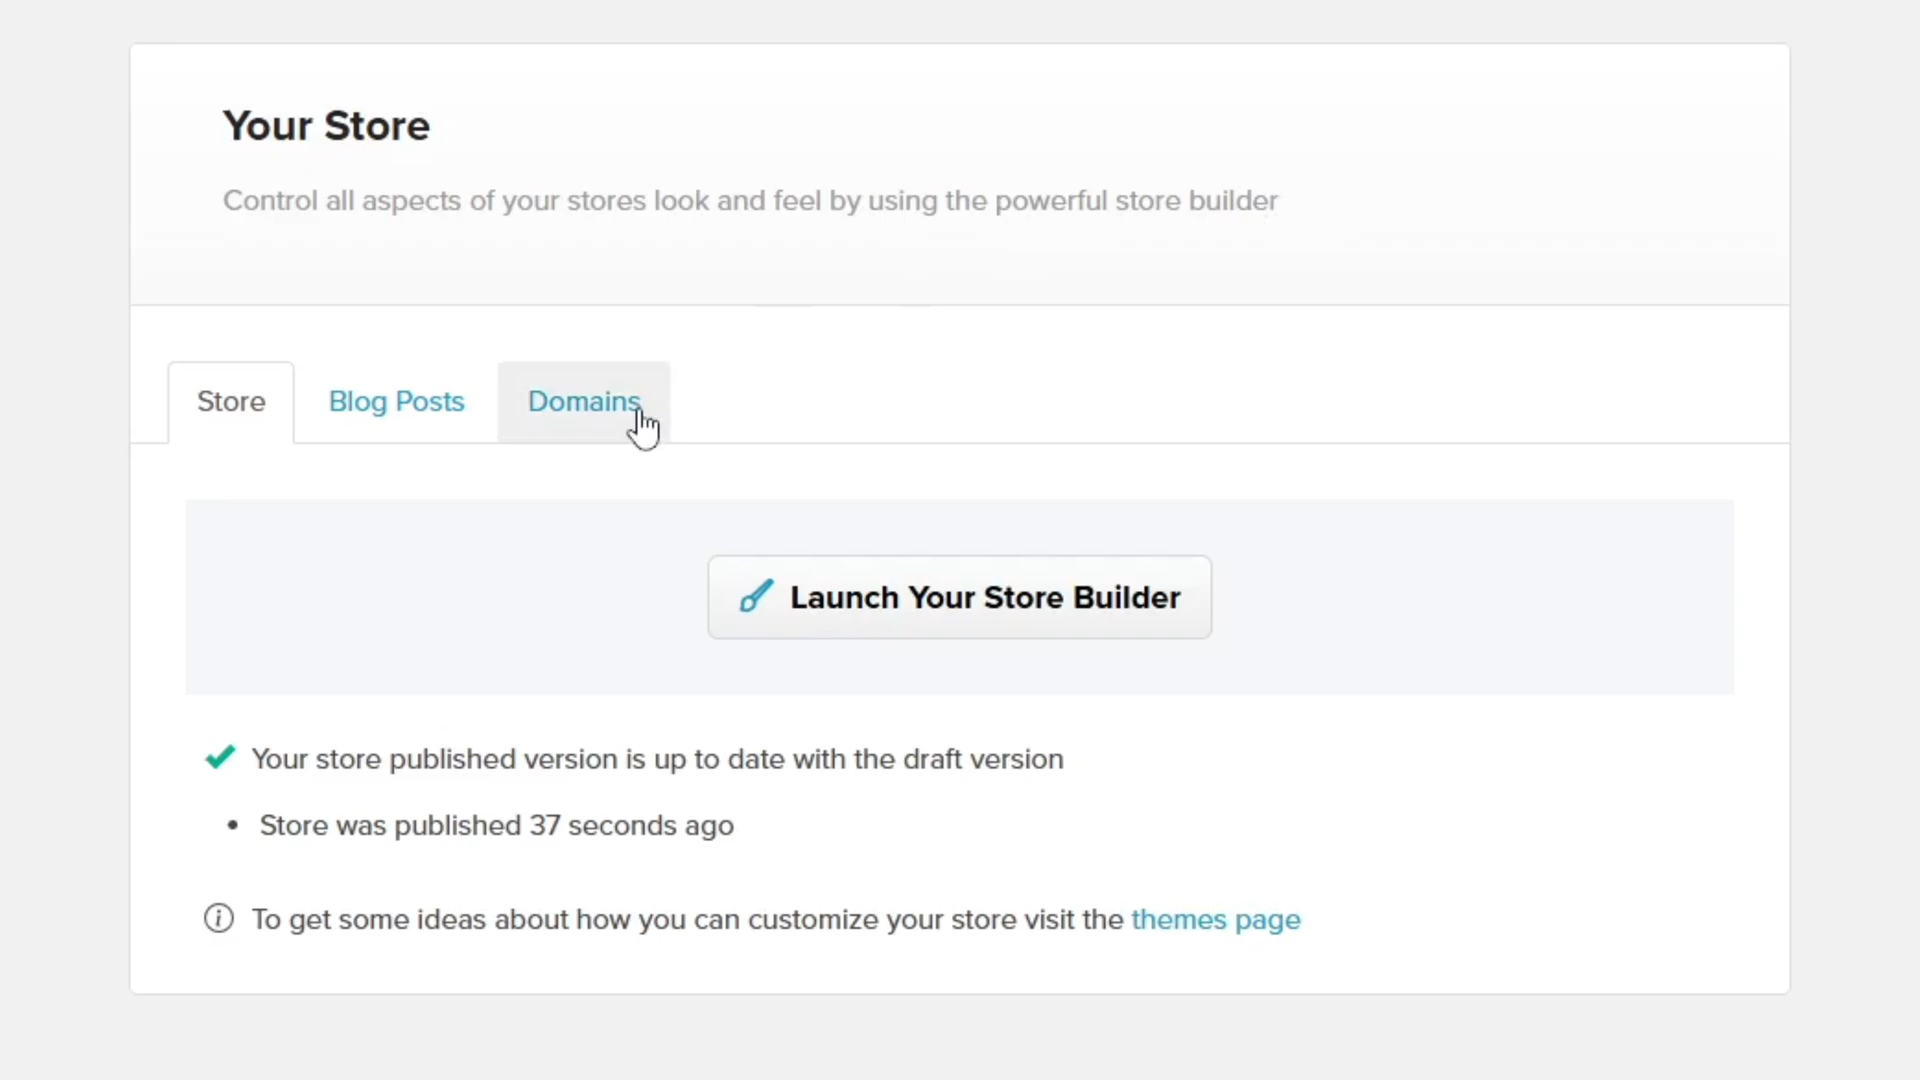 Your Store
Control all aspects of your stores look and feel by using the powerful store builder
Store
Blog Posts
Domains
Launch Your Store Builder
Your store published version is up to date with the draft version
• Store was published 37 seconds ago
To get some ideas about how you can customize your store visit the themes page